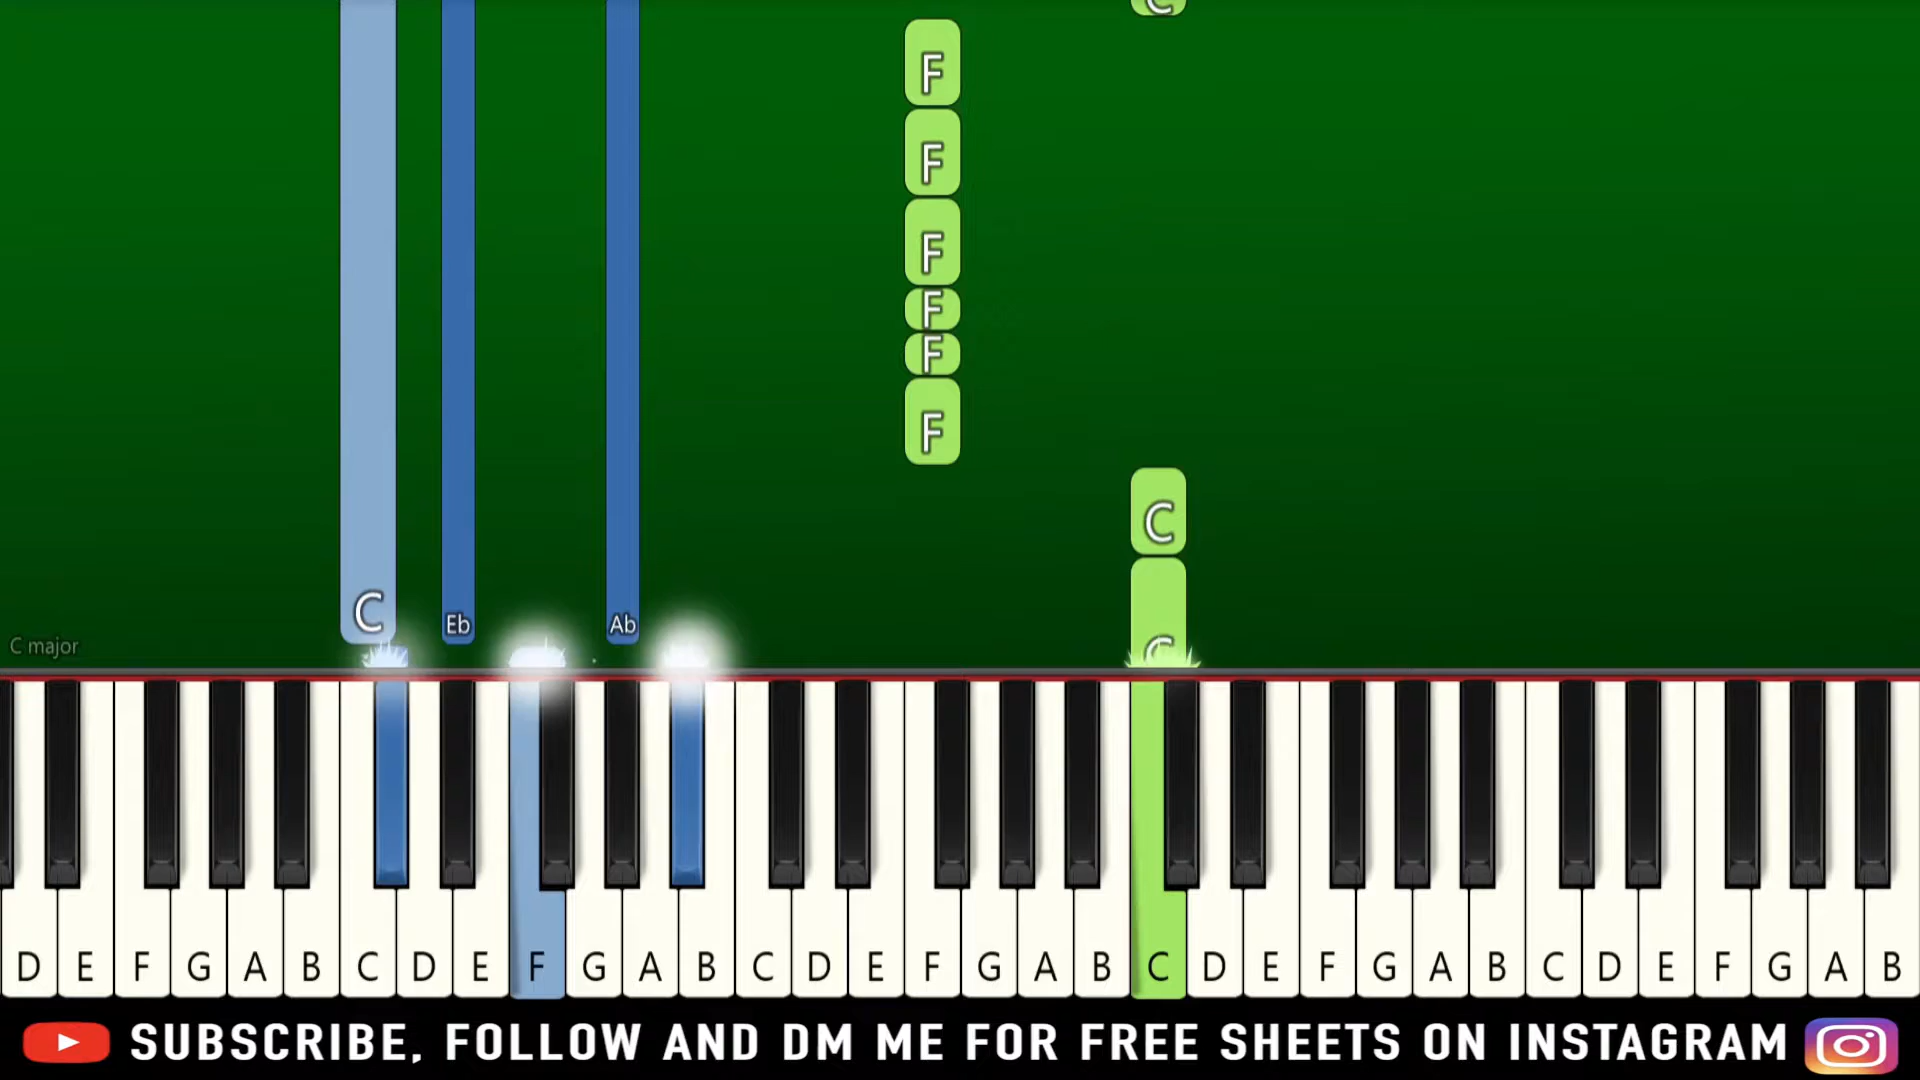 C
F
F
F
F
F
F
C
C
C Eb Ab
C major
D E F G A B C D E F G A B C D E F G A B C D E F G A B C D E F G A B
SUBSCRIBE, FOLLOW AND DM ME FOR FREE SHEETS ON INSTAGRAM